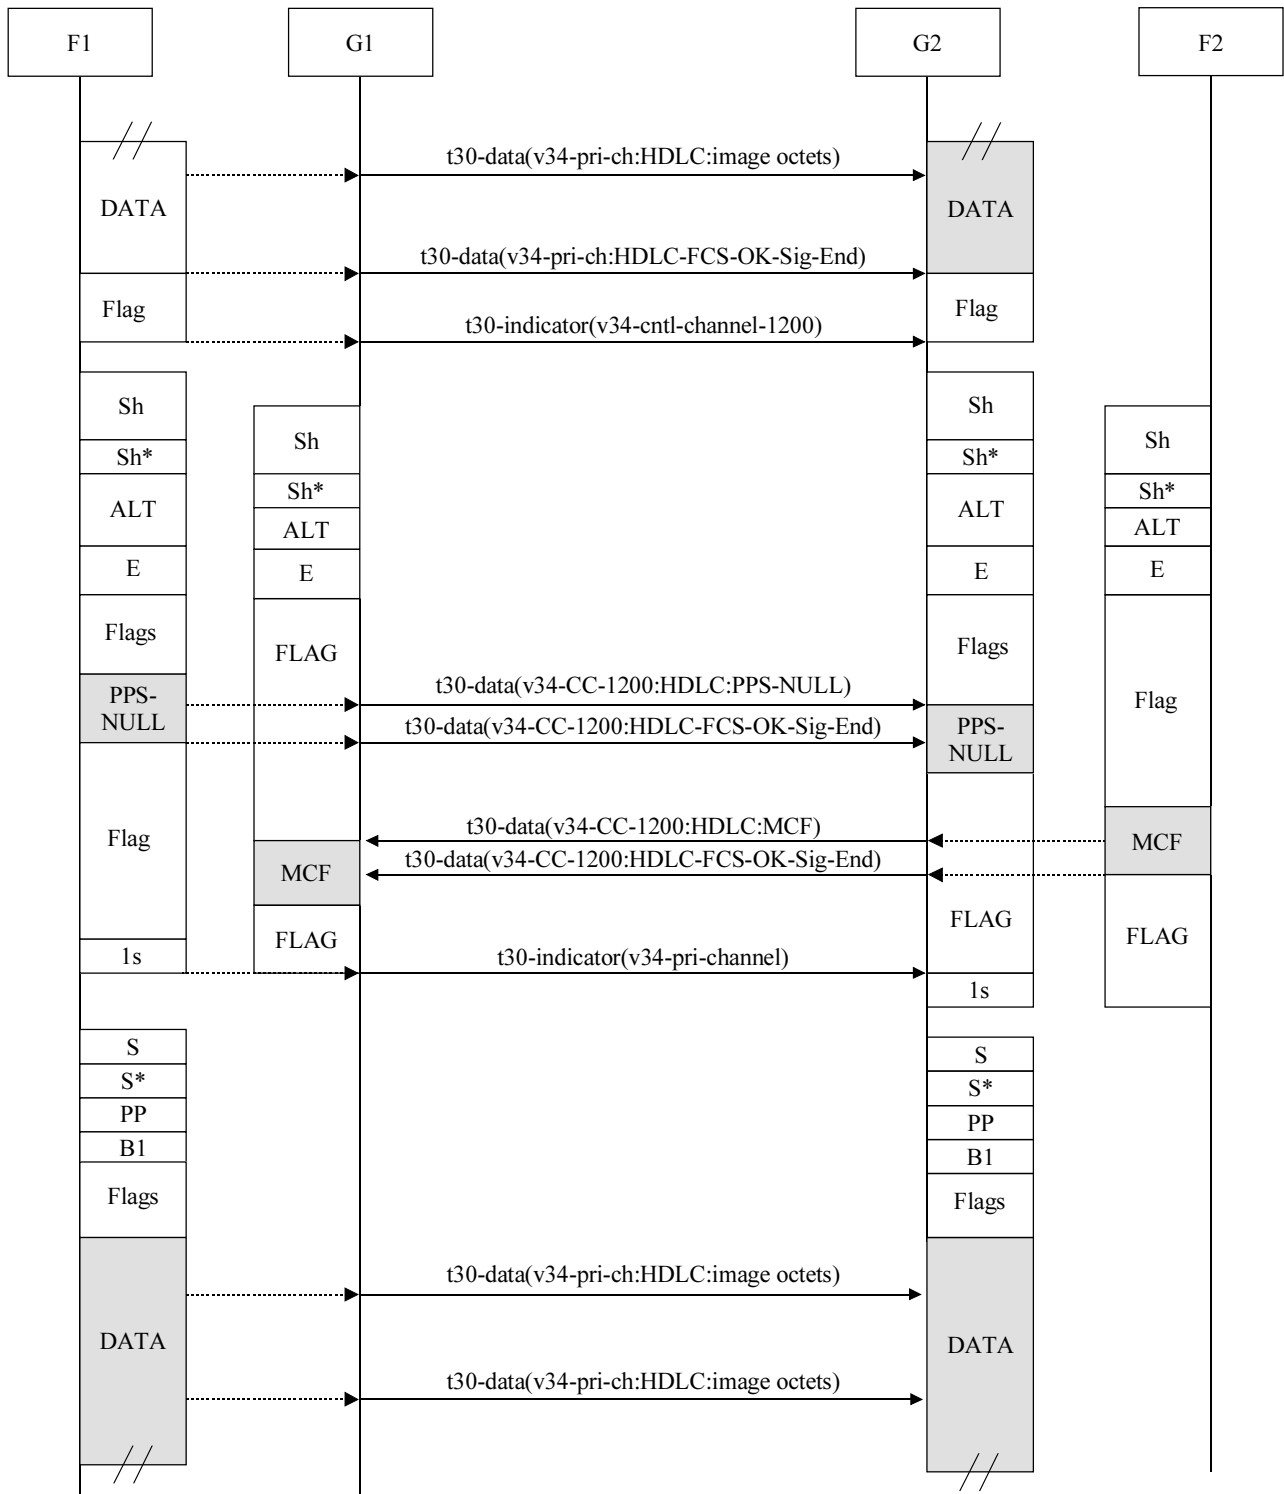 F1
G1
G2
F2
t30-data(v34-pri-ch:HDLC:image octets)
DATA
DATA
t30-data(v34-pri-ch:HDLC-FCS-OK-Sig-End)
Flag
Flag
t30-indicator(v34-cntl-channel-1200)
Sh
Sh
Sh
Sh
Sh*
Sh*
Sh*
Sh*
ALT
ALT
ALT
ALT
E
E
E
E
Flags
FLAG
Flags
PPS-
NULL
t30-data(v34-CC-1200:HDLC:PPS-NULL)
Flag
t30-data(v34-CC-1200:HDLC-FCS-OK-Sig-End)
PPS-
NULL
Flag
t30-data(v34-CC-1200:HDLC:MCF)
MCF
t30-data(v34-CC-1200:HDLC-FCS-OK-Sig-End)
MCF
FLAG
FLAG
FLAG
1s
t30-indicator(v34-pri-channel)
1s
S
S
S*
S*
PP
PP
B1
B1
Flags
Flags
t30-data(v34-pri-ch:HDLC:image octets)
DATA
DATA
t30-data(v34-pri-ch:HDLC:image octets)